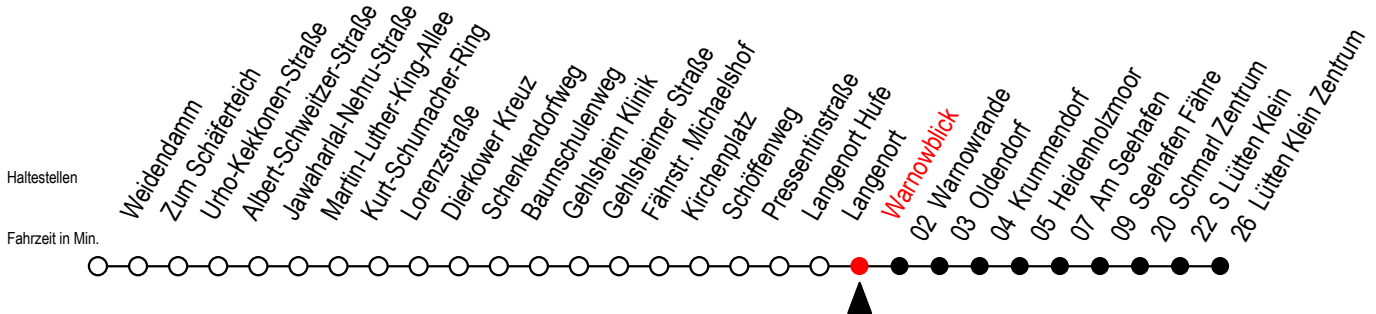 Haltestellen
Fahrzeit in Min.
Weidendamm
Zum Schäferteich
Urho-Kekkonen-Straße
Albert-Schweitzer-Straße
Jawaharlal-Nehru-Straße
Martin-Luther-King-Allee
Kurt-Schumacher-Ring
Lorenzstraße
Dierkower Kreuz
Schenkendorfweg
Baumschulenweg
Gehlsheim Klinik
Gehlsheimer Straße
Fährstr. Michaelshof
Kirchenplatz
Schöffenweg
Pressentinstraße
Langenort Hufe
Langenort
Warnowblick
02 Warnowrande
03 Oldendorf
04 Krummendorf
05 Heidenholzmoor
07 Am Seehafen
09 Seehafen Fähre
20 Schmarl Zentrum
22 S Lütten Klein
26 Lütten Klein Zentrum